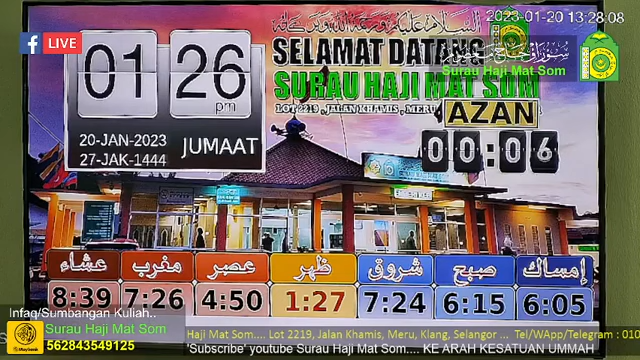 2023-01-20 13:28:08
LIVE
السلام عليكم ورحمة الله وبركاته
SELAMAT DATANG
SURAU HAJI MAT SOM
LOT 2219, JALAN KHAMIS, MERU
Surau Haji Mat Som
01 26 pm
AZAN
00:06
20-JAN-2023
27-JAK-1444
JUMAAT
عشاء مغرب عصر ظهر شروق صبح إمساك
8:39 7:26 4:50 1:27 7:24 6:15 6:05
Infaq/Sumbangan Kuliah..
Maybank
Surau Haji Mat Som
562843549125
Haji Mat Som.... Lot 2219, Jalan Khamis, Meru, Klang, Selangor ... Tel/WApp/Telegram : 010
'Subscribe' youtube Surau Haji Mat Som.... KE ARAH KESATUAN UMMAH